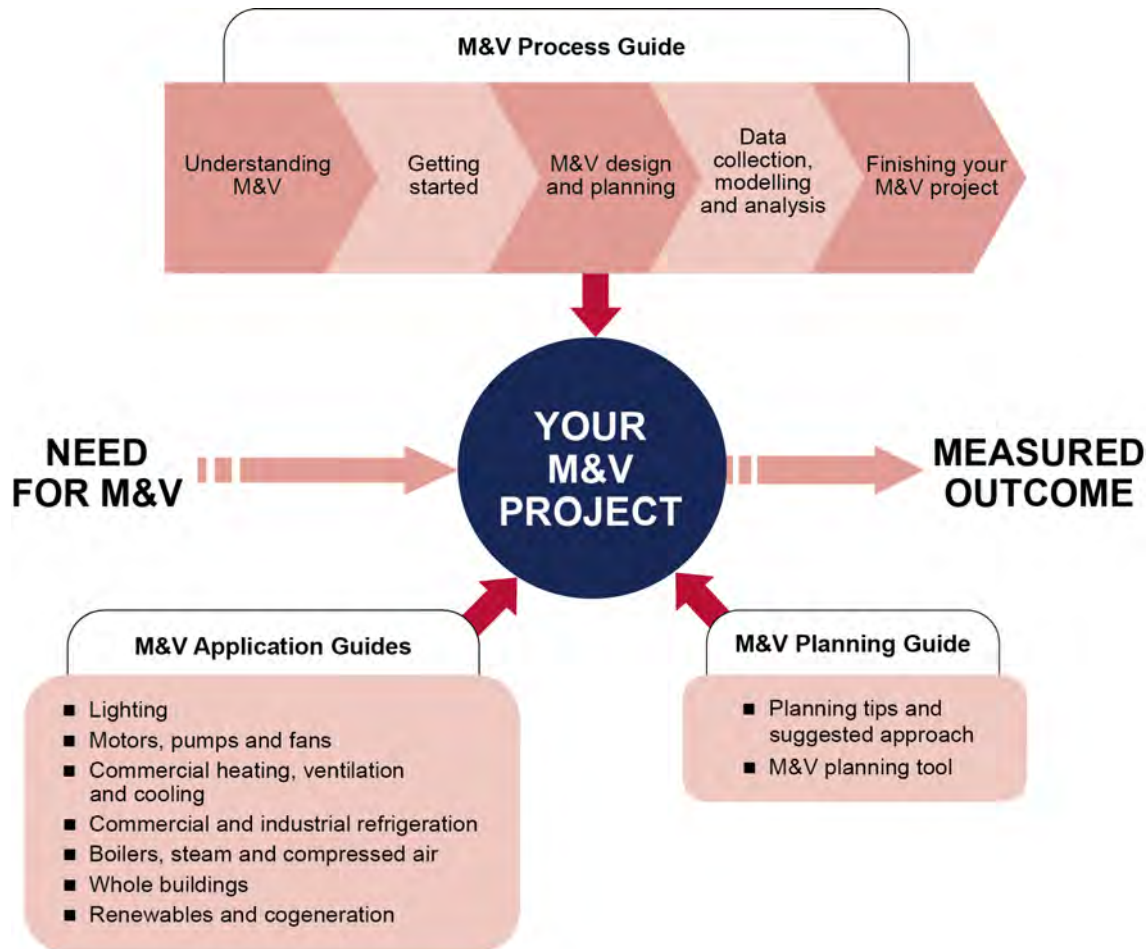 M&V Process Guide
Understanding
M&V
Getting
started
M&V design
and planning
Data
collection,
modelling
and analysis
Finishing your
M&V project
NEED
FOR M&V
YOUR
M&V
PROJECT
MEASURED
OUTCOME
M&V Application Guides
■ Lighting
■ Motors, pumps and fans
■ Commercial heating, ventilation
and cooling
■ Commercial and industrial refrigeration
■ Boilers, steam and compressed air
■ Whole buildings
■ Renewables and cogeneration
M&V Planning Guide
■ Planning tips and
suggested approach
■ M&V planning tool